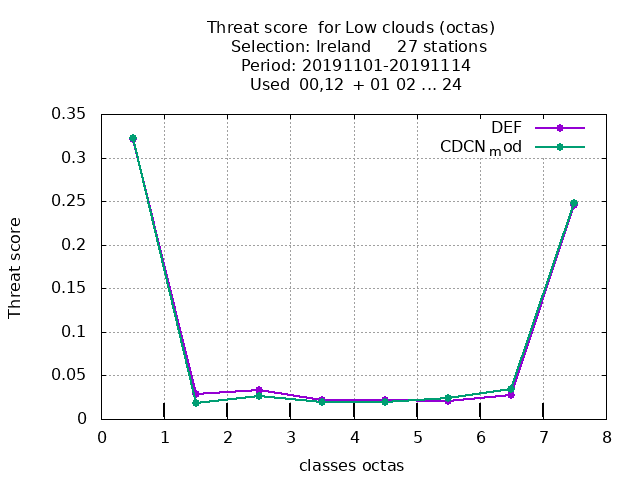 Threat score  for Low clouds (octas)
Selection: Ireland     27 stations
Period: 20191101-20191114
Used  00,12  + 01 02 ... 24
0.35
0.3
0.25
0.2
0.15
0.1
0.05
0
Threat score
DEF
CDCNmod
0 1 2 3 4 5 6 7 8
classes octas